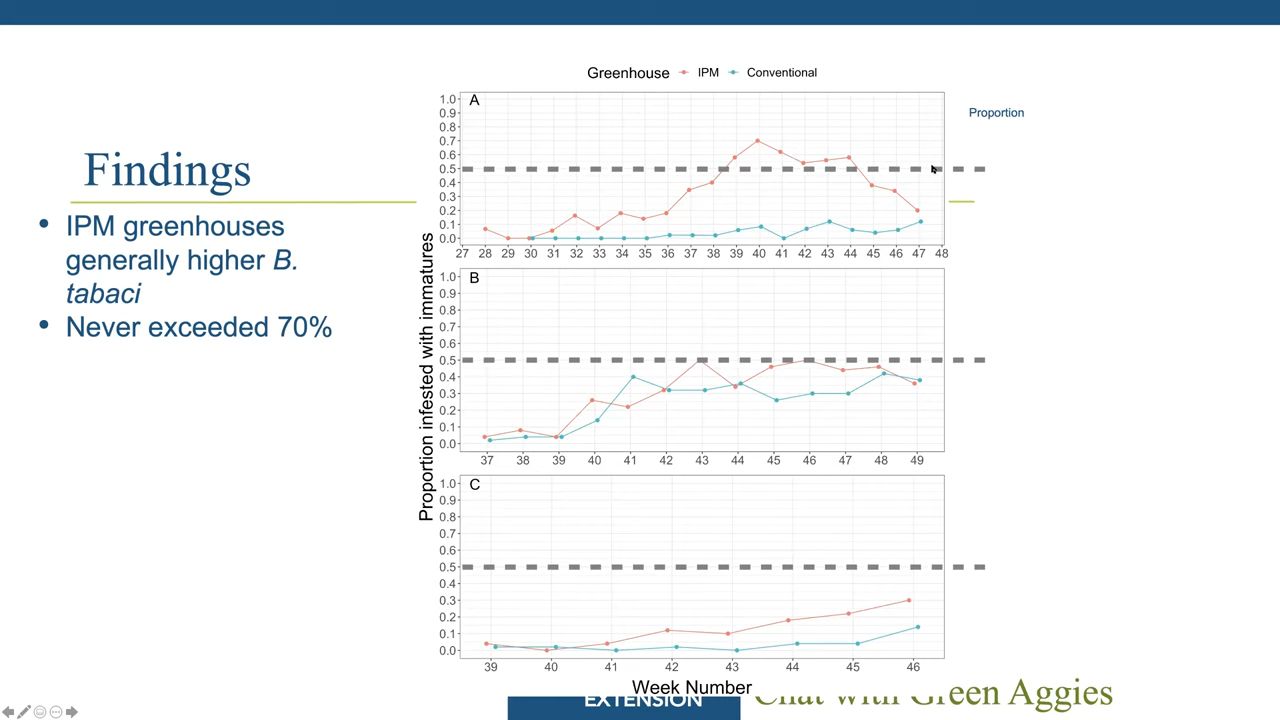 Greenhouse IPM Conventional
Findings
• IPM greenhouses
generally higher B.
tabaci
• Never exceeded 70%
Proportion infested with immatures
A
1.0
0.9
0.8
0.7
0.6
0.5
0.4
0.3
0.2
0.1
0.0
27 28 29 30 31 32 33 34 35 36 37 38 39 40 41 42 43 44 45 46 47 48
Proportion
B
1.0
0.9
0.8
0.7
0.6
0.5
0.4
0.3
0.2
0.1
0.0
37 38 39 40 41 42 43 44 45 46 47 48 49
C
1.0
0.9
0.8
0.7
0.6
0.5
0.4
0.3
0.2
0.1
0.0
39 40 41 42 43 44 45 46
Week Number
EXTENSION
Chat with Green Aggies